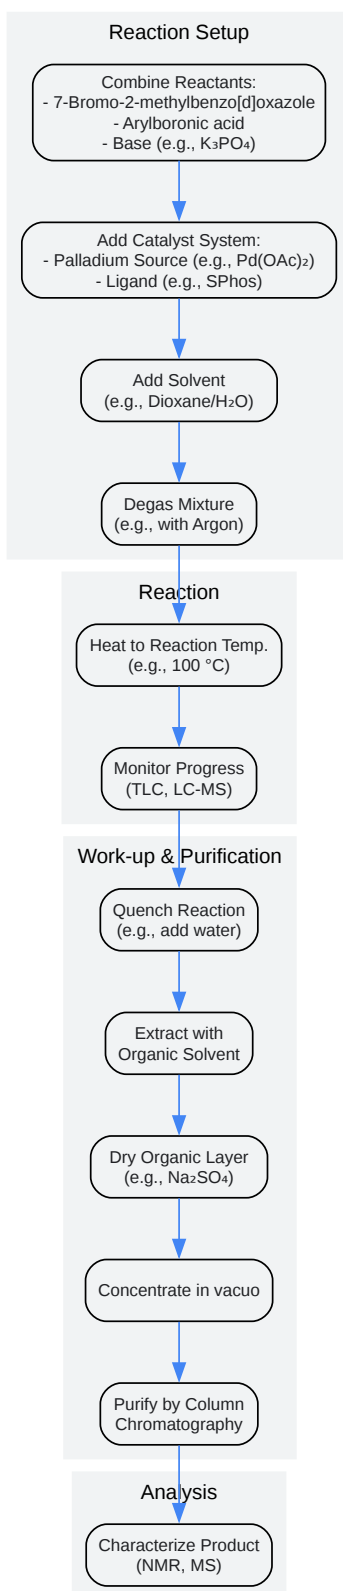 Reaction Setup
Combine Reactants:
- 7-Bromo-2-methylbenzo[d]oxazole
- Arylboronic acid
- Base (e.g., K₃PO₄)
Add Catalyst System:
- Palladium Source (e.g., Pd(OAc)₂)
- Ligand (e.g., SPhos)
Add Solvent
(e.g., Dioxane/H₂O)
Degas Mixture
(e.g., with Argon)
Reaction
Heat to Reaction Temp.
(e.g., 100 °C)
Monitor Progress
(TLC, LC-MS)
Work-up & Purification
Quench Reaction
(e.g., add water)
Extract with
Organic Solvent
Dry Organic Layer
(e.g., Na₂SO₄)
Concentrate in vacuo
Purify by Column
Chromatography
Analysis
Characterize Product
(NMR, MS)